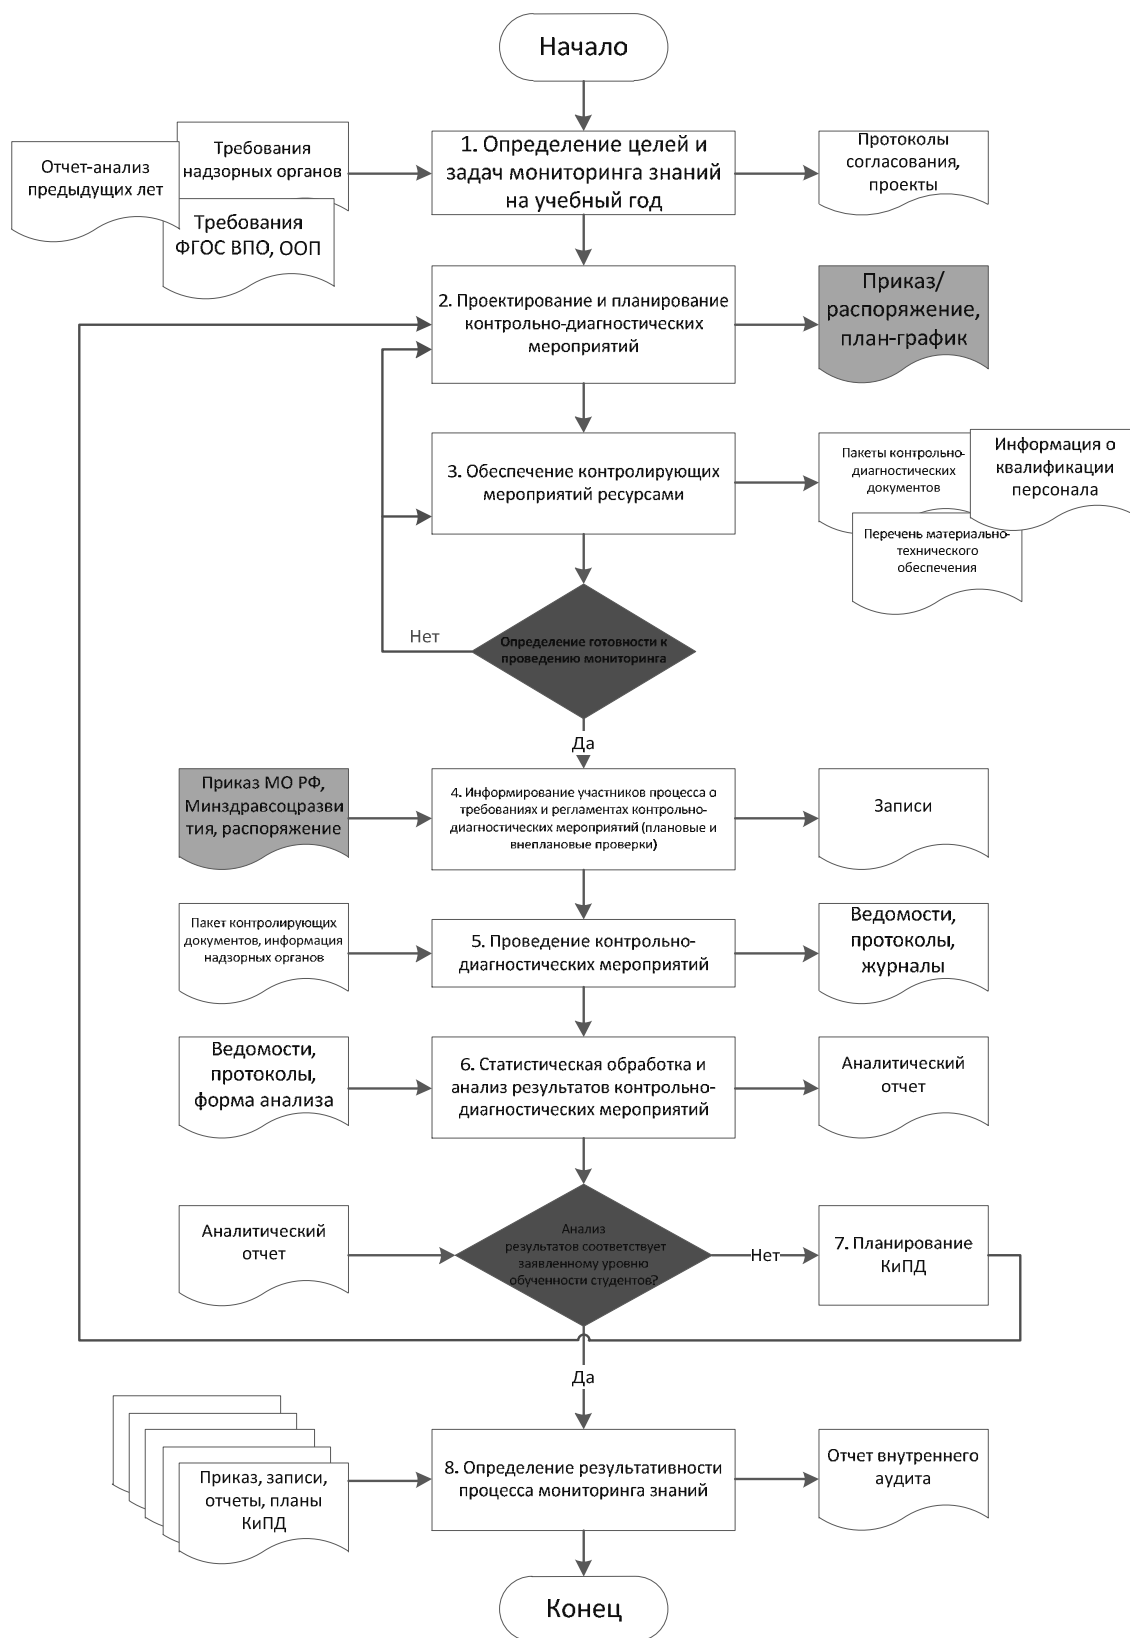 Начало
Отчет-анализ
предыдущих лет
Требования
надзорных органов
Требования
ФГОС ВПО, ООП
1. Определение целей и
задач мониторинга знаний
на учебный год
Протоколы
согласования,
проекты
2. Проектирование и планирование
контрольно-диагностических
мероприятий
Приказ/
распоряжение,
план-график
3. Обеспечение контролирующих
мероприятий ресурсами
Пакеты контрольно-
диагностических
документов
Информация о
квалификации
персонала
Перечень материально-
технического
обеспечения
Нет
Определение готовности к
проведению мониторинга
Да
Приказ МО РФ,
Минздравсоцразви
тия, распоряжение
4. Информирование участников процесса о
требованиях и регламентах контрольно-
диагностических мероприятий (плановые и
внеплановые проверки)
Записи
Пакет контролирующих
документов, информация
надзорных органов
5. Проведение контрольно-
диагностических мероприятий
Ведомости,
протоколы,
журналы
Ведомости,
протоколы,
форма анализа
6. Статистическая обработка и
анализ результатов контрольно-
диагностических мероприятий
Аналитический
отчет
Аналитический
отчет
Анализ
результатов соответствует
заявленному уровню
обученности студентов?
Нет
7. Планирование
КиПД
Да
Приказ, записи,
отчеты, планы
КиПД
8. Определение результативности
процесса мониторинга знаний
Отчет внутреннего
аудита
Конец